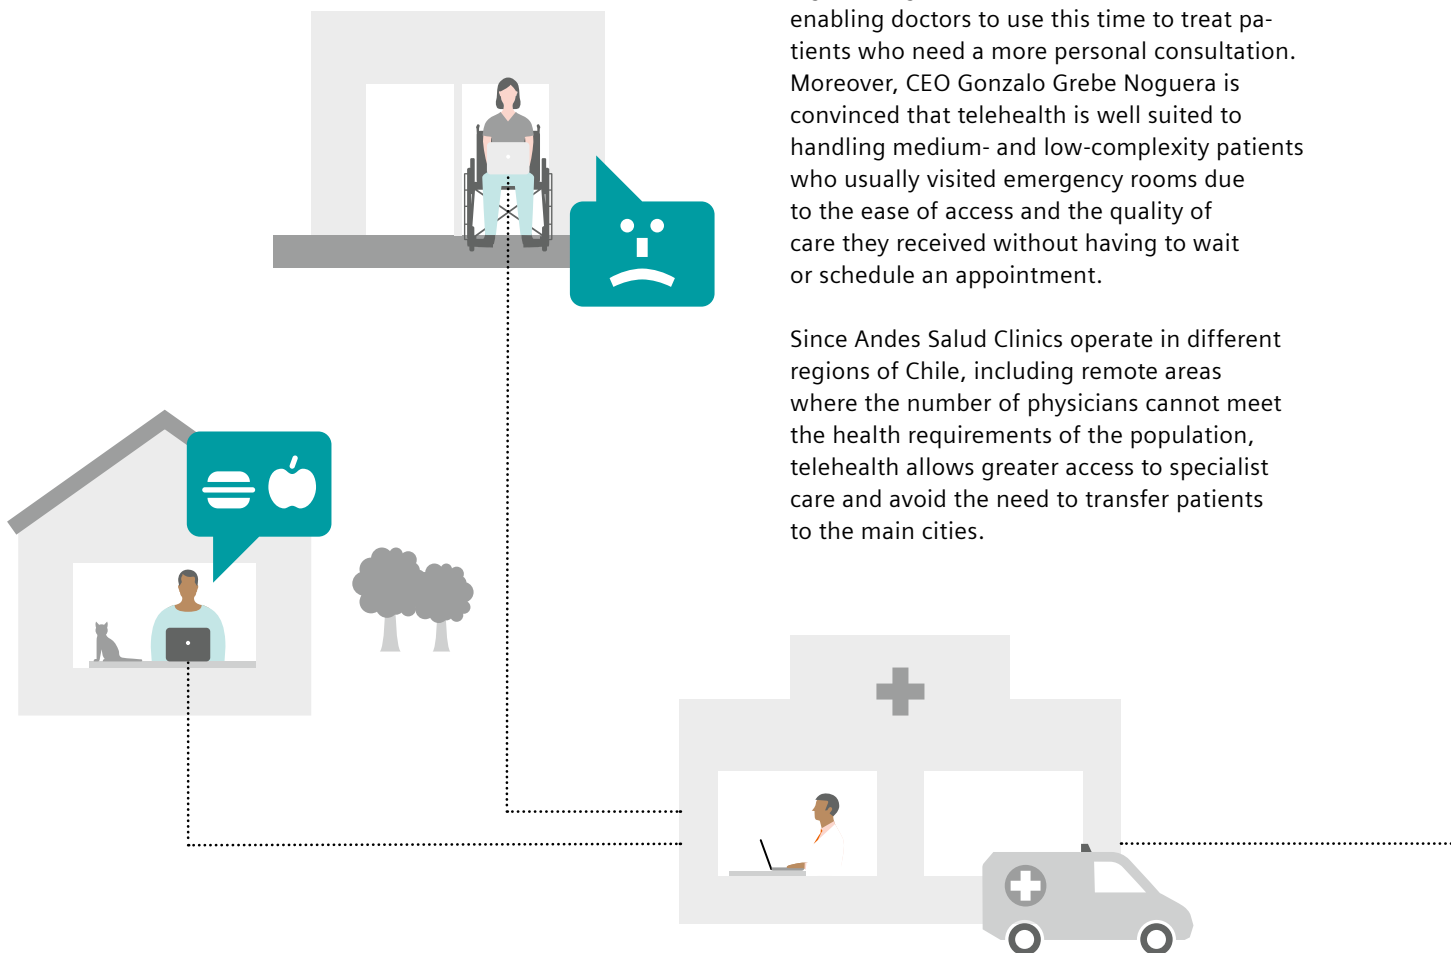 enabling doctors to use this time to treat pa-
tients who need a more personal consultation.
Moreover, CEO Gonzalo Grebe Noguera is
convinced that telehealth is well suited to
handling medium- and low-complexity patients
who usually visited emergency rooms due
to the ease of access and the quality of
care they received without having to wait
or schedule an appointment.
Since Andes Salud Clinics operate in different
regions of Chile, including remote areas
where the number of physicians cannot meet
the health requirements of the population,
telehealth allows greater access to specialist
care and avoid the need to transfer patients
to the main cities.